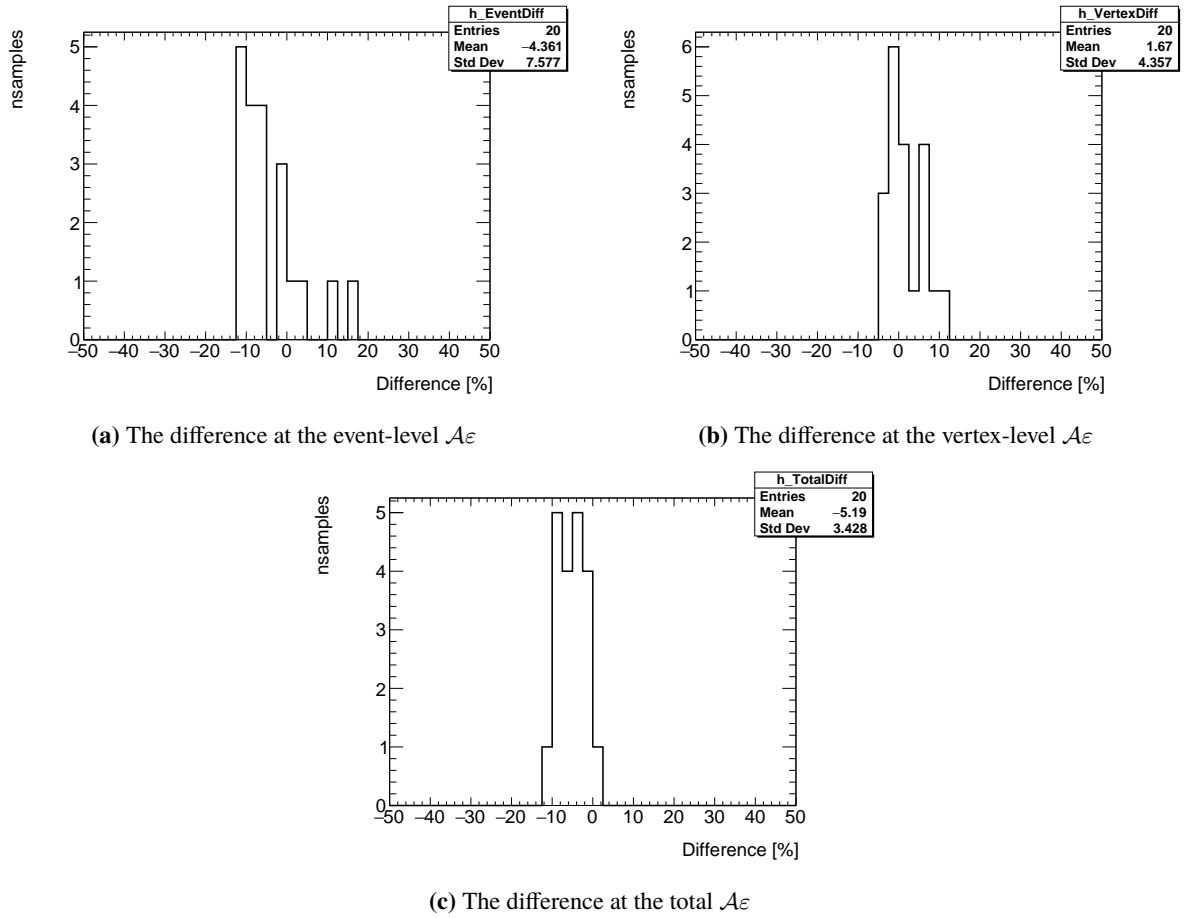 h_EventDiff
Entries 20
Mean −4.361
Std Dev 7.577
nsamples
5
4
3
2
1
0
−50 −40 −30 −20 −10 0 10 20 30 40 50
Difference [%]
(a) The difference at the event-level 𝒜ε
h_VertexDiff
Entries 20
Mean 1.67
Std Dev 4.357
nsamples
6
5
4
3
2
1
0
−50 −40 −30 −20 −10 0 10 20 30 40 50
Difference [%]
(b) The difference at the vertex-level 𝒜ε
h_TotalDiff
Entries 20
Mean −5.19
Std Dev 3.428
nsamples
5
4
3
2
1
0
−50 −40 −30 −20 −10 0 10 20 30 40 50
Difference [%]
(c) The difference at the total 𝒜ε